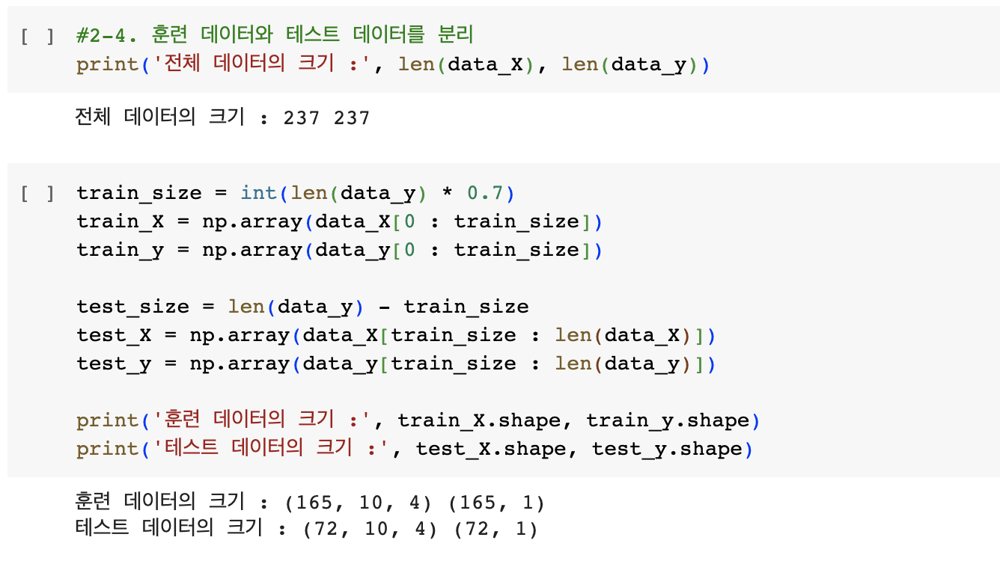 [ ] #2-4. 훈련 데이터와 테스트 데이터를 분리
print('전체 데이터의 크기 :', len(data_X), len(data_y))
전체 데이터의 크기 : 237 237
[ ] train_size = int(len(data_y) * 0.7)
train_X = np.array(data_X[0 : train_size])
train_y = np.array(data_y[0 : train_size])
test_size = len(data_y) - train_size
test_X = np.array(data_X[train_size : len(data_X)])
test_y = np.array(data_y[train_size : len(data_y)])
print('훈련 데이터의 크기 :', train_X.shape, train_y.shape)
print('테스트 데이터의 크기 :', test_X.shape, test_y.shape)
훈련 데이터의 크기 : (165, 10, 4) (165, 1)
테스트 데이터의 크기 : (72, 10, 4) (72, 1)